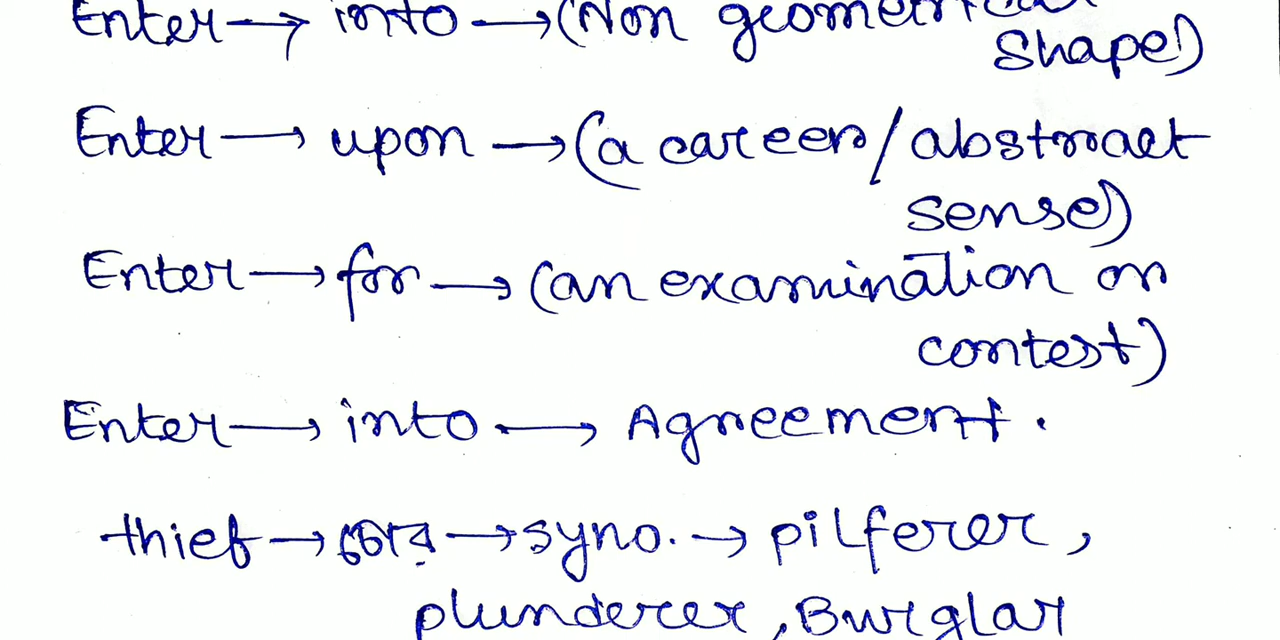 Enter → into → (Non geometrical
shape)
Enter → upon → (a career/abstract
sense)
Enter → for → (an examination or
contest)
Enter → into → Agreement.
thief → চোর → syno. → pilferer,
plunderer, Burglar